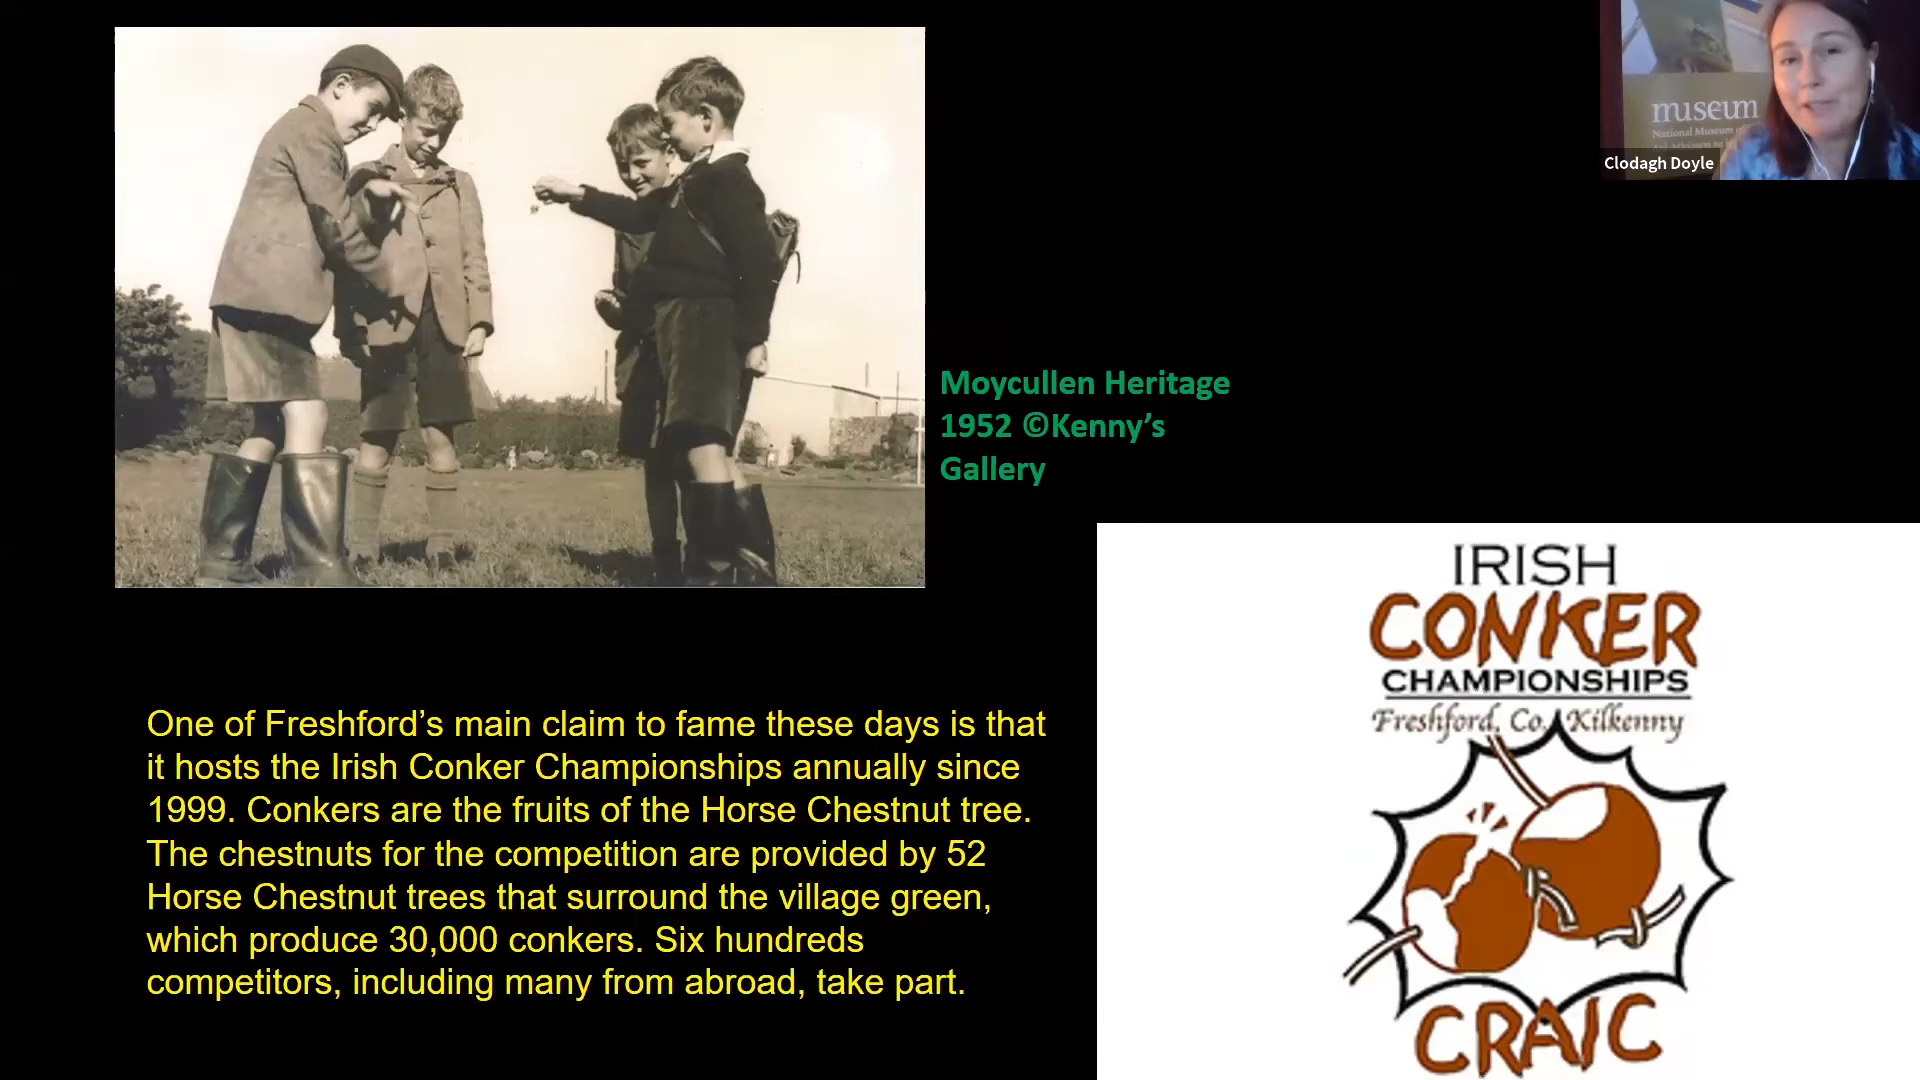 museum
National Museum
Clodagh Doyle
Moycullen Heritage
1952 ©Kenny’s
Gallery
IRISH
CONKER
CHAMPIONSHIPS
Freshford, Co. Kilkenny
CRAIC
One of Freshford’s main claim to fame these days is that
it hosts the Irish Conker Championships annually since
1999. Conkers are the fruits of the Horse Chestnut tree.
The chestnuts for the competition are provided by 52
Horse Chestnut trees that surround the village green,
which produce 30,000 conkers. Six hundreds
competitors, including many from abroad, take part.